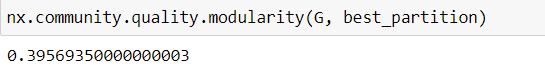 nx.community.quality.modularity(G, best_partition)
0.39569350000000003